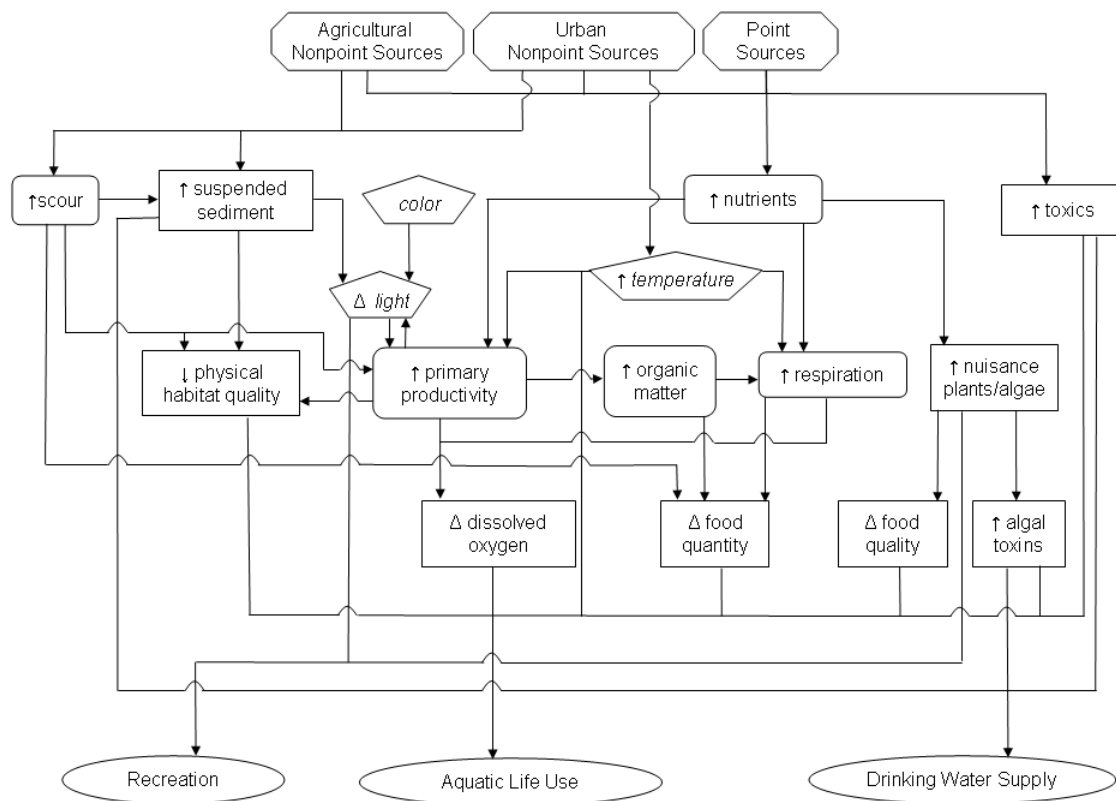 Agricultural
Nonpoint Sources
Urban
Nonpoint Sources
Point
Sources
↑scour
↑ suspended
sediment
color
↑ nutrients
↑ toxics
Δ light
↑ temperature
↓ physical
habitat quality
↑ primary
productivity
↑ organic
matter
↑ respiration
↑ nuisance
plants/algae
Δ dissolved
oxygen
Δ food
quantity
Δ food
quality
↑ algal
toxins
Recreation
Aquatic Life Use
Drinking Water Supply